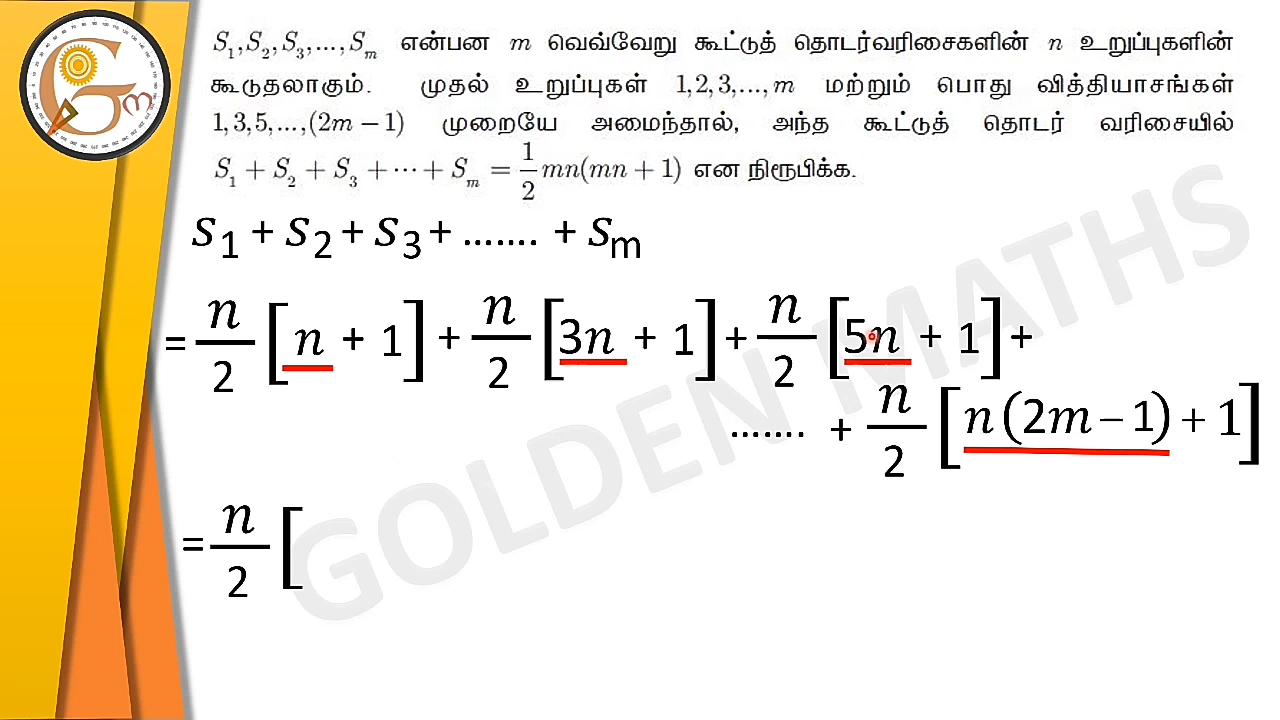 S₁, S₂, S₃, ..., Sₘ என்பன m வெவ்வேறு கூட்டுத் தொடர்வரிசைகளின் n உறுப்புகளின்
கூடுதலாகும். முதல் உறுப்புகள் 1, 2, 3, ..., m மற்றும் பொது வித்தியாசங்கள்
1, 3, 5, ..., (2m − 1) முறையே அமைந்தால், அந்த கூட்டுத் தொடர் வரிசையில்
S₁ + S₂ + S₃ + ⋯ + Sₘ = 1/2 mn(mn + 1) என நிரூபிக்க.
S₁ + S₂ + S₃ + ....... + Sₘ
= n/2 [n + 1] + n/2 [3n + 1] + n/2 [5n + 1] +
....... + n/2 [n(2m − 1) + 1]
= n/2 [
GOLDEN MATHS
Gm